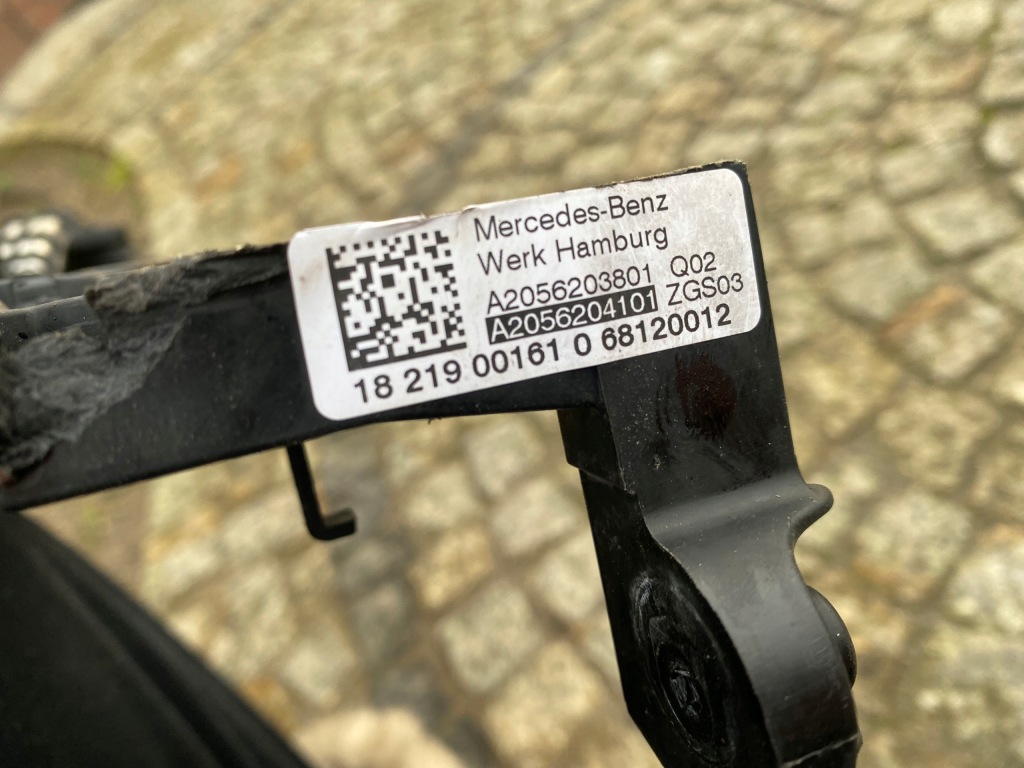 Mercedes-Benz
Werk Hamburg
A2056203801 Q02
A2056204101 ZGS03
18 219 00161 0 68120012